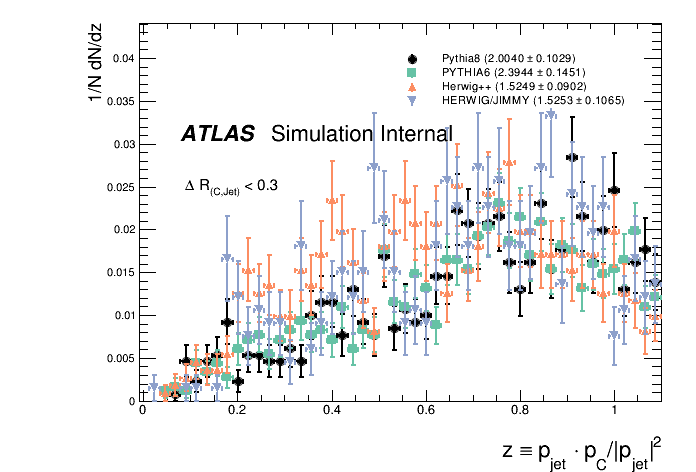 1/N dN/dz
0.04
0.035
0.03
0.025
0.02
0.015
0.01
0.005
0
Pythia8 (2.0040 ± 0.1029)
PYTHIA6 (2.3944 ± 0.1451)
Herwig++ (1.5249 ± 0.0902)
HERWIG/JIMMY (1.5253 ± 0.1065)
ATLAS Simulation Internal
Δ R(C,Jet) < 0.3
0 0.2 0.4 0.6 0.8 1
z ≡ pjet · pC/|pjet|2